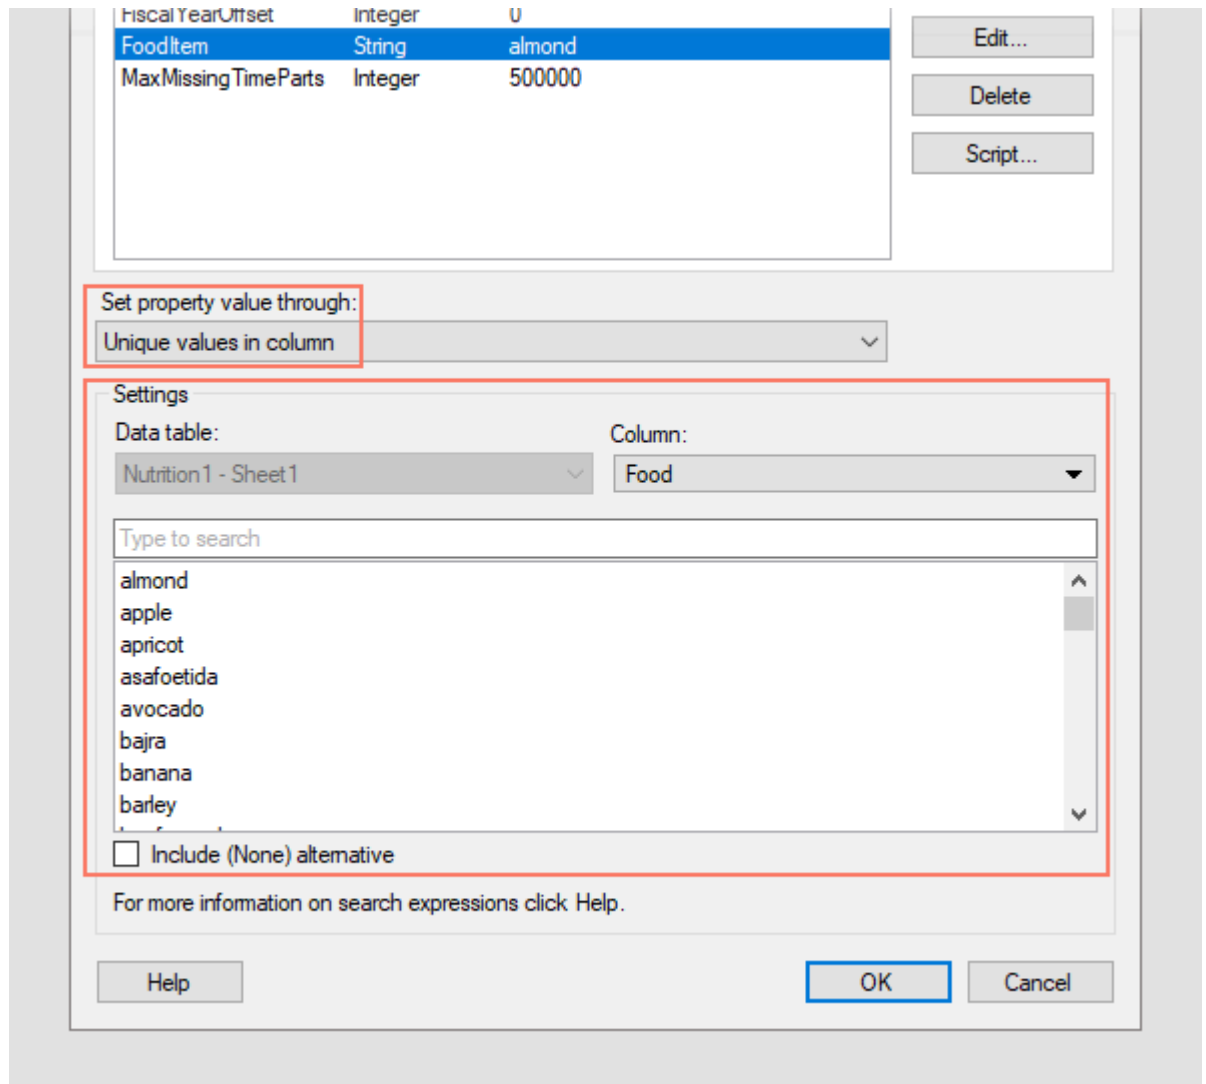 FiscalYearOffset Integer 0
FoodItem String almond
Edit...
MaxMissingTimeParts Integer 500000
Delete
Script...
Set property value through:
Unique values in column
Settings
Data table: Column:
Nutrition1 - Sheet1 Food
Type to search
almond
apple
apricot
asafoetida
avocado
bajra
banana
barley
Include (None) alternative
For more information on search expressions click Help.
Help OK Cancel